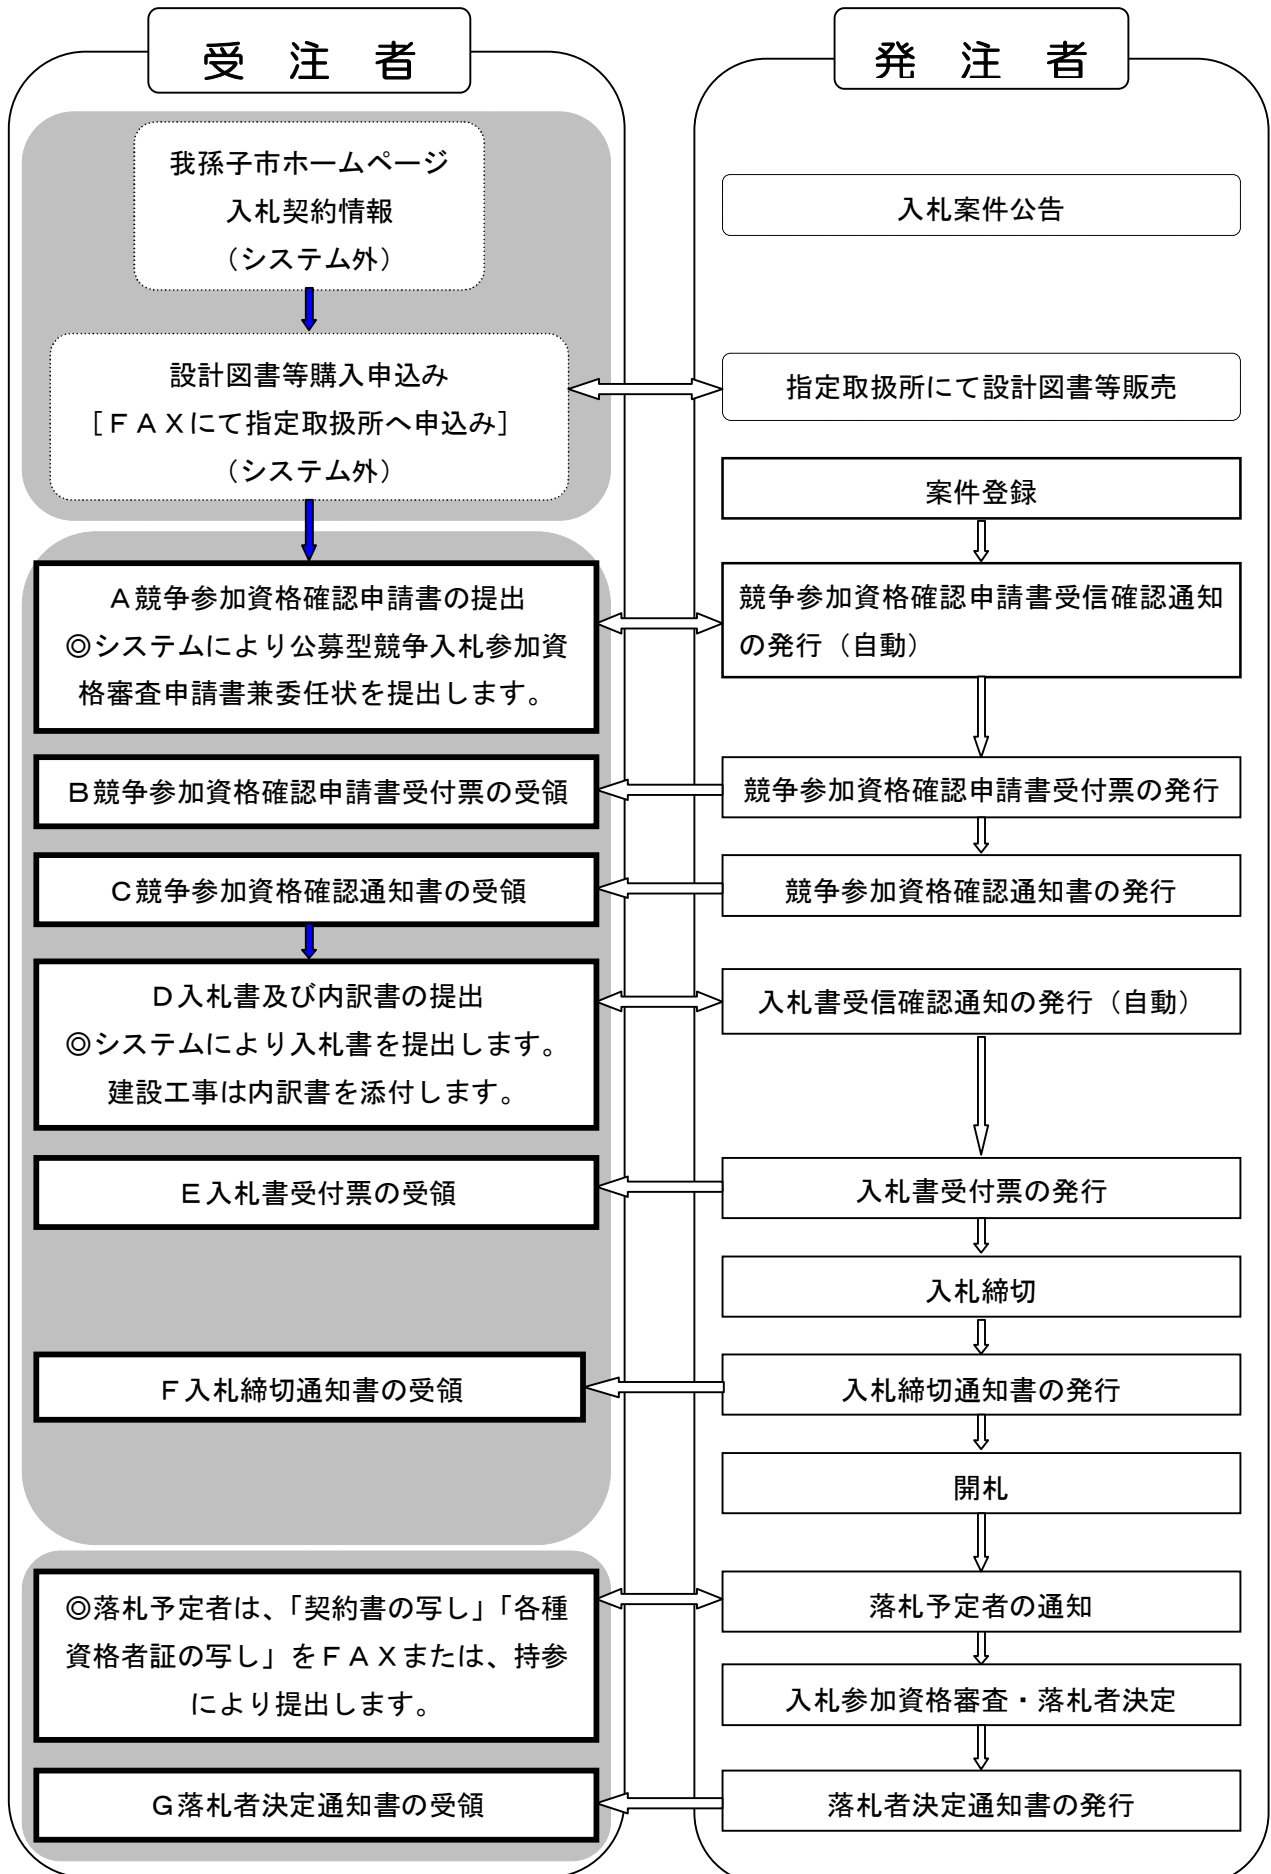 受 注 者
我孫子市ホームページ
入札契約情報
（システム外）
設計図書等購入申込み
［ＦＡＸにて指定取扱所へ申込み］
（システム外）
Ａ競争参加資格確認申請書の提出
◎システムにより公募型競争入札参加資
格審査申請書兼委任状を提出します。
Ｂ競争参加資格確認申請書受付票の受領
Ｃ競争参加資格確認通知書の受領
Ｄ入札書及び内訳書の提出
◎システムにより入札書を提出します。
建設工事は内訳書を添付します。
Ｅ入札書受付票の受領
Ｆ入札締切通知書の受領
◎落札予定者は、「契約書の写し」「各種
資格者証の写し」をＦＡＸまたは、持参
により提出します。
Ｇ落札者決定通知書の受領
発 注 者
入札案件公告
指定取扱所にて設計図書等販売
案件登録
競争参加資格確認申請書受信確認通知
の発行（自動）
競争参加資格確認申請書受付票の発行
競争参加資格確認通知書の発行
入札書受信確認通知の発行（自動）
入札書受付票の発行
入札締切
入札締切通知書の発行
開札
落札予定者の通知
入札参加資格審査・落札者決定
落札者決定通知書の発行